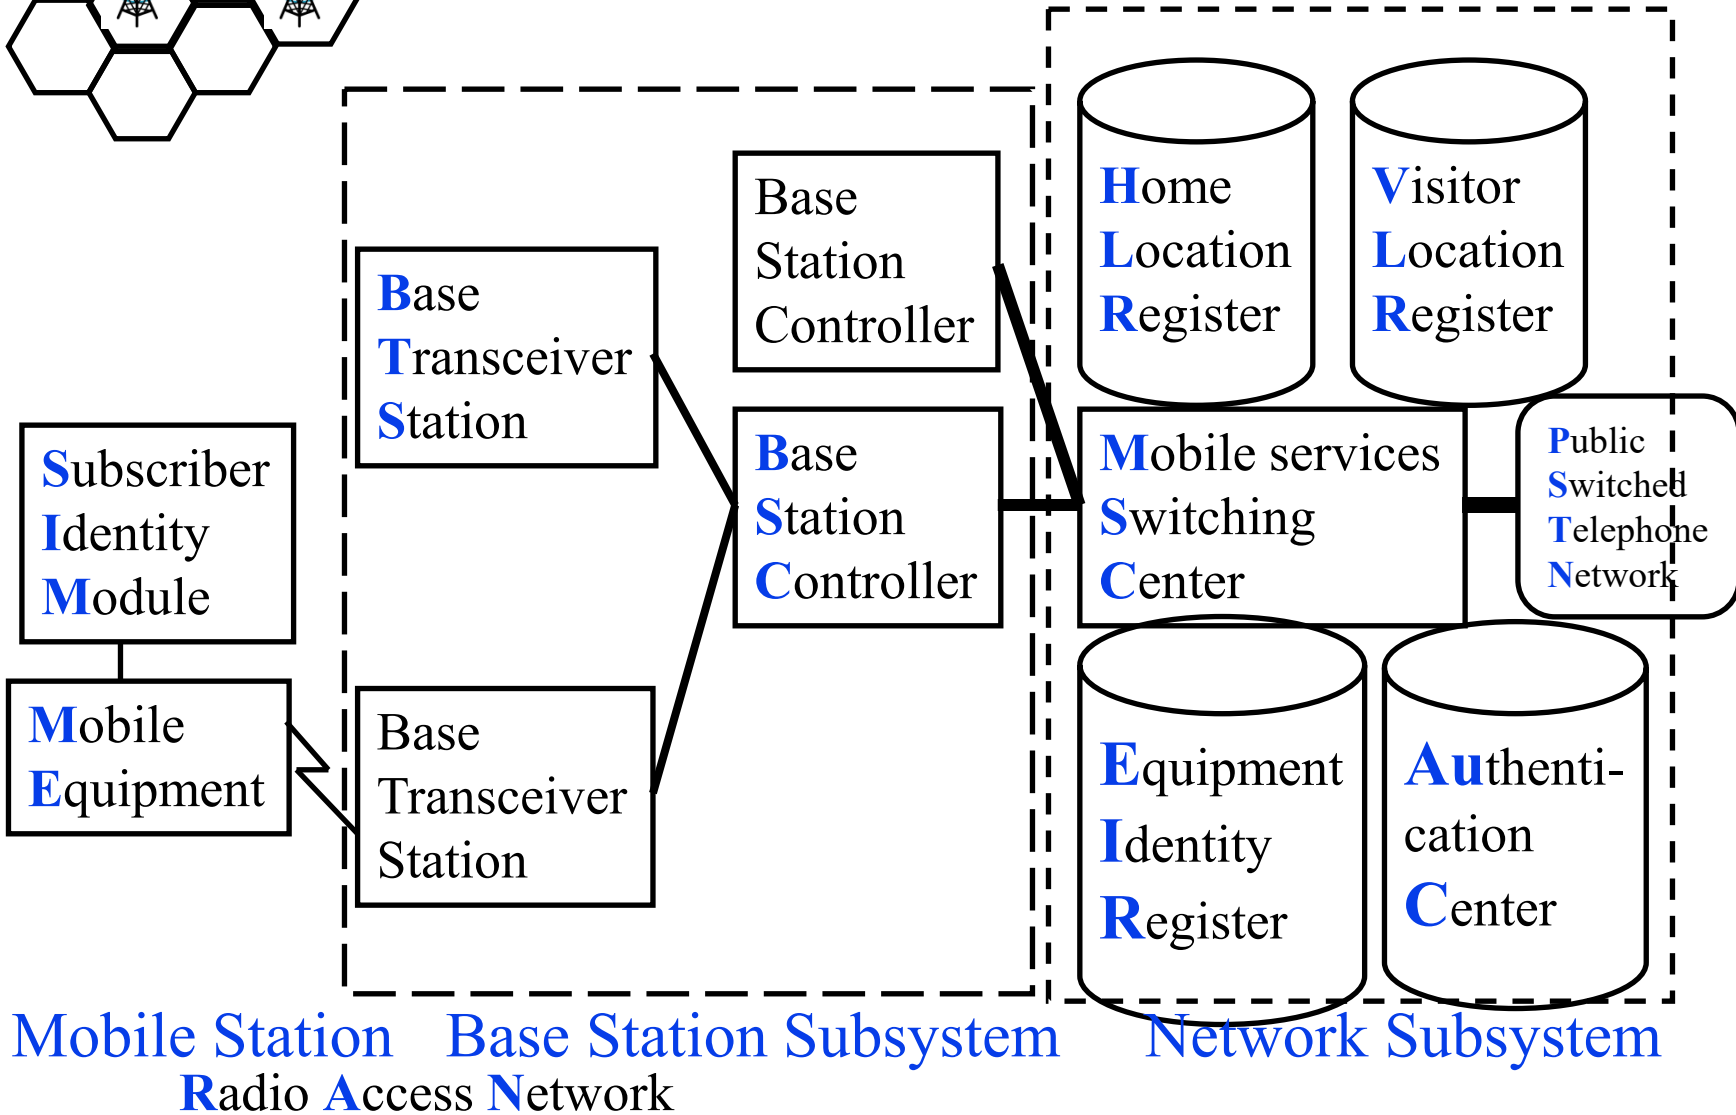 Subscriber
Identity
Module
Mobile
Equipment
Base
Transceiver
Station
Base
Transceiver
Station
Base
Station
Controller
Base
Station
Controller
Home
Location
Register
Visitor
Location
Register
Mobile services
Switching
Center
Public
Switched
Telephone
Network
Equipment
Identity
Register
Authenti-
cation
Center
Mobile Station
Base Station Subsystem
Network Subsystem
Radio Access Network